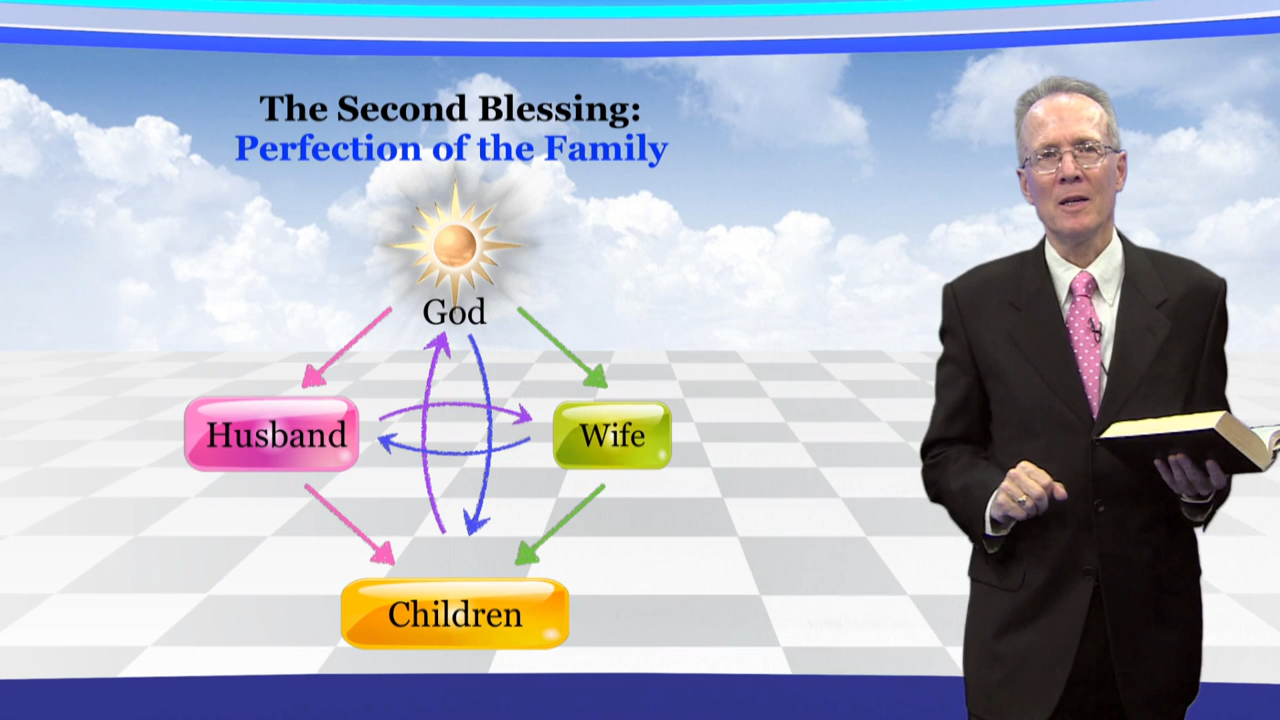 The Second Blessing:
Perfection of the Family
God
Husband
Wife
Children